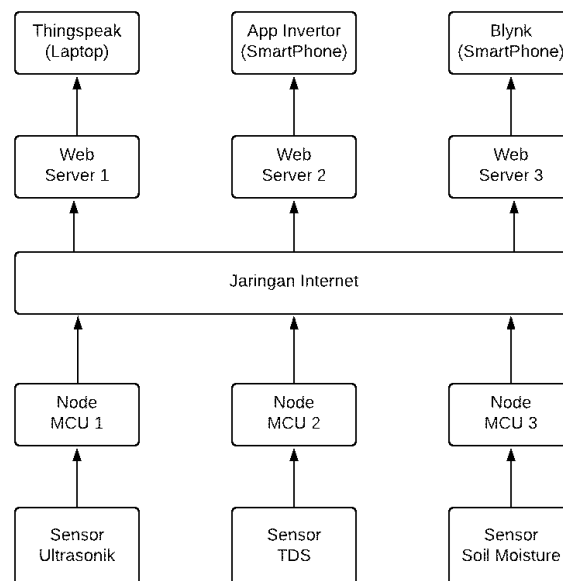 Thingspeak
(Laptop)
App Invertor
(SmartPhone)
Blynk
(SmartPhone)
Web
Server 1
Web
Server 2
Web
Server 3
Jaringan Internet
Node
MCU 1
Node
MCU 2
Node
MCU 3
Sensor
Ultrasonik
Sensor
TDS
Sensor
Soil Moisture